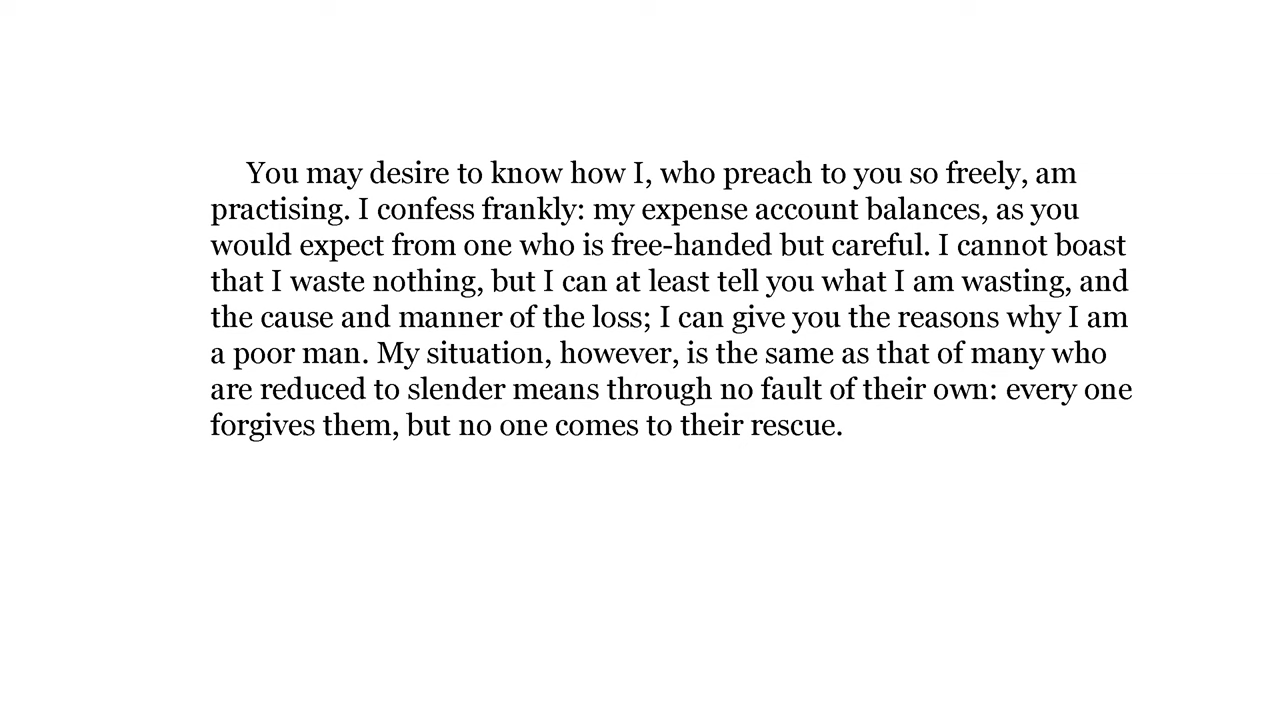 You may desire to know how I, who preach to you so freely, am
practising. I confess frankly: my expense account balances, as you
would expect from one who is free-handed but careful. I cannot boast
that I waste nothing, but I can at least tell you what I am wasting, and
the cause and manner of the loss; I can give you the reasons why I am
a poor man. My situation, however, is the same as that of many who
are reduced to slender means through no fault of their own: every one
forgives them, but no one comes to their rescue.